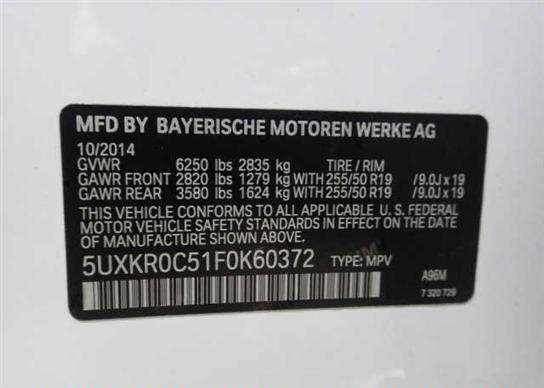 MFD BY BAYERISCHE MOTOREN WERKE AG
10/2014
GVWR 6250 lbs 2835 kg TIRE / RIM
GAWR FRONT 2820 lbs 1279 kg WITH 255/50 R19 /9.0J x 19
GAWR REAR 3580 lbs 1624 kg WITH 255/50 R19 /9.0J x 19
THIS VEHICLE CONFORMS TO ALL APPLICABLE U. S. FEDERAL
MOTOR VEHICLE SAFETY STANDARDS IN EFFECT ON THE DATE
OF MANUFACTURE SHOWN ABOVE.
5UXKR0C51F0K60372 TYPE: MPV
A96M
7 320 729